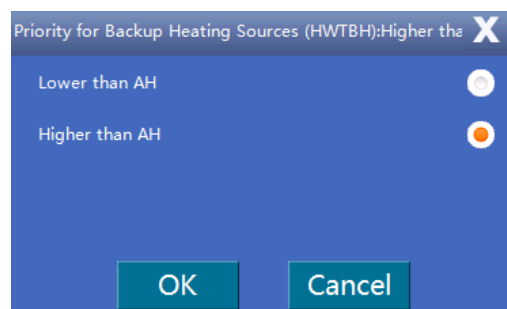 Priority for Backup Heating Sources (HWTBH):Higher tha X
Lower than AH
Higher than AH
OK Cancel